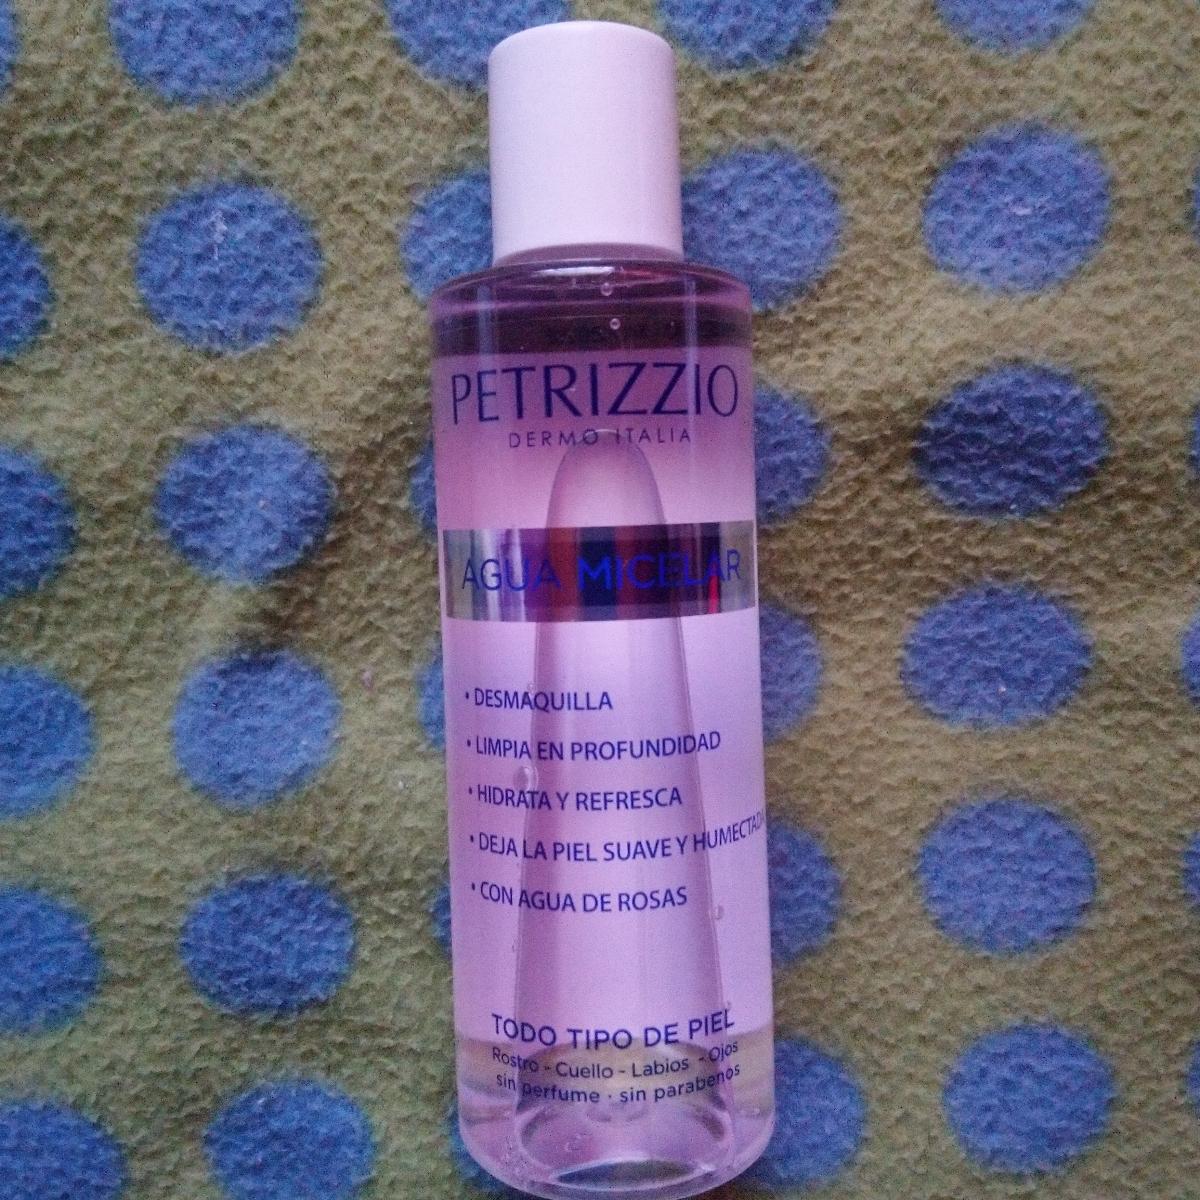 PETRIZZIO
DERMO ITALIA
AGUA MICELAR
• DESMAQUILLA
• LIMPIA EN PROFUNDIDAD
• HIDRATA Y REFRESCA
• DEJA LA PIEL SUAVE Y HUMECTADA
• CON AGUA DE ROSAS
TODO TIPO DE PIEL
Rostro - Cuello - Labios - Ojos
sin perfume · sin parabenos